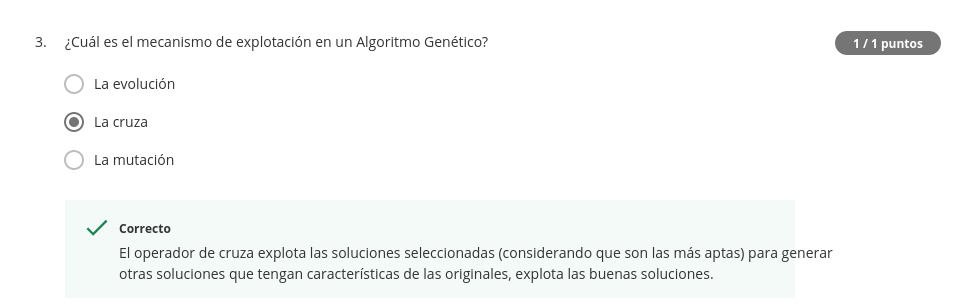 3. ¿Cuál es el mecanismo de explotación en un Algoritmo Genético?
1 / 1 puntos
La evolución
La cruza
La mutación
Correcto
El operador de cruza explota las soluciones seleccionadas (considerando que son las más aptas) para generar
otras soluciones que tengan características de las originales, explota las buenas soluciones.